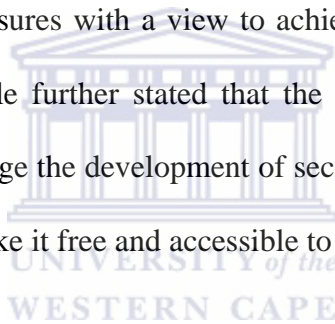 sures with a view to achie
le further stated that the
ge the development of sec
ke it free and accessible to
UNIVERSITY of the
WESTERN CAPE